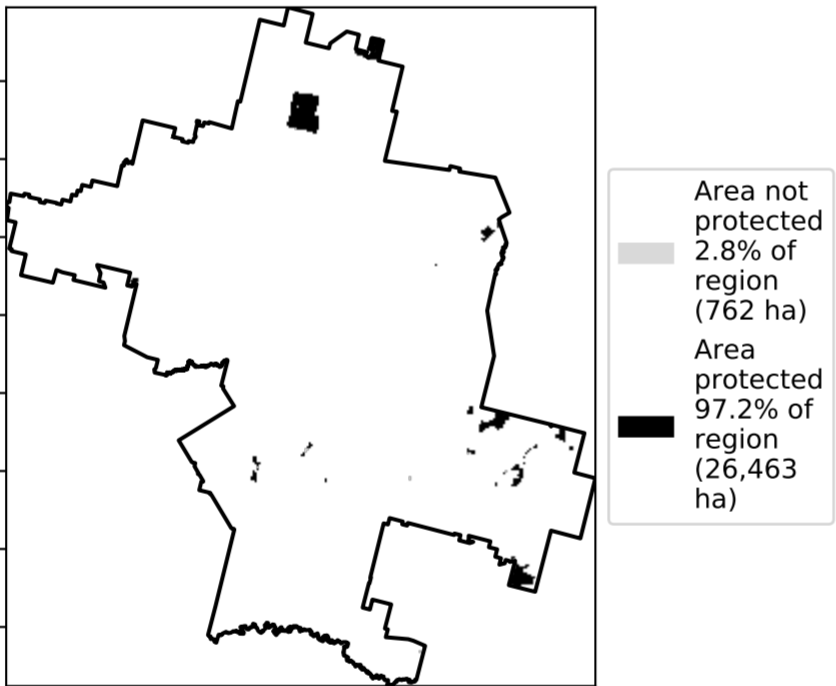 Area not
protected
2.8% of
region
(762 ha)
Area
protected
97.2% of
region
(26,463
ha)